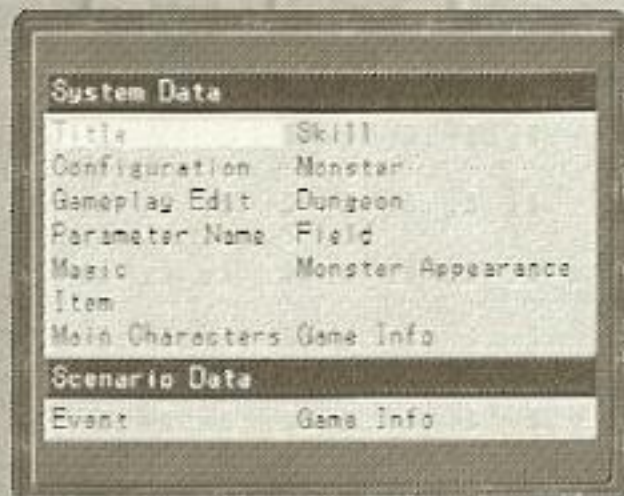 System Data
Title Skill
Configuration Monster
Gameplay Edit Dungeon
Parameter Name Field
Magic Monster Appearance
Item
Main Characters Game Info
Scenario Data
Event Game Info